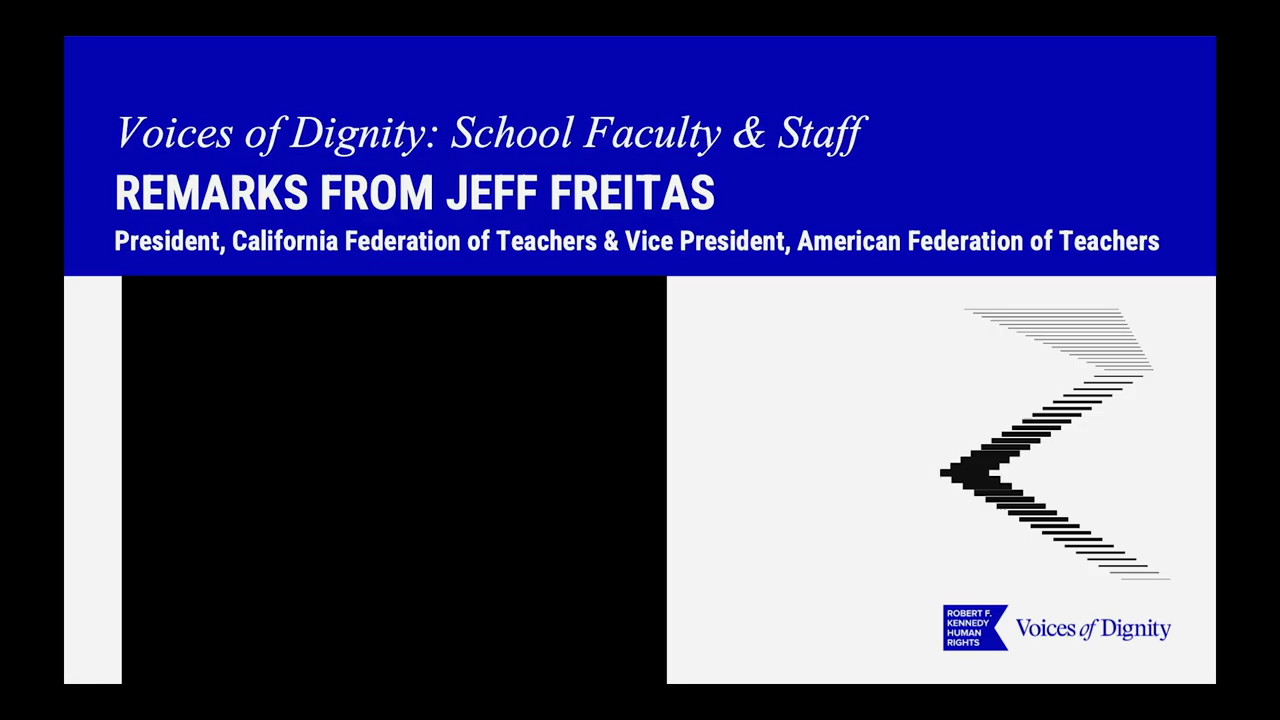 Voices of Dignity: School Faculty & Staff
REMARKS FROM JEFF FREITAS
President, California Federation of Teachers & Vice President, American Federation of Teachers
ROBERT F.
KENNEDY
HUMAN
RIGHTS
Voices of Dignity